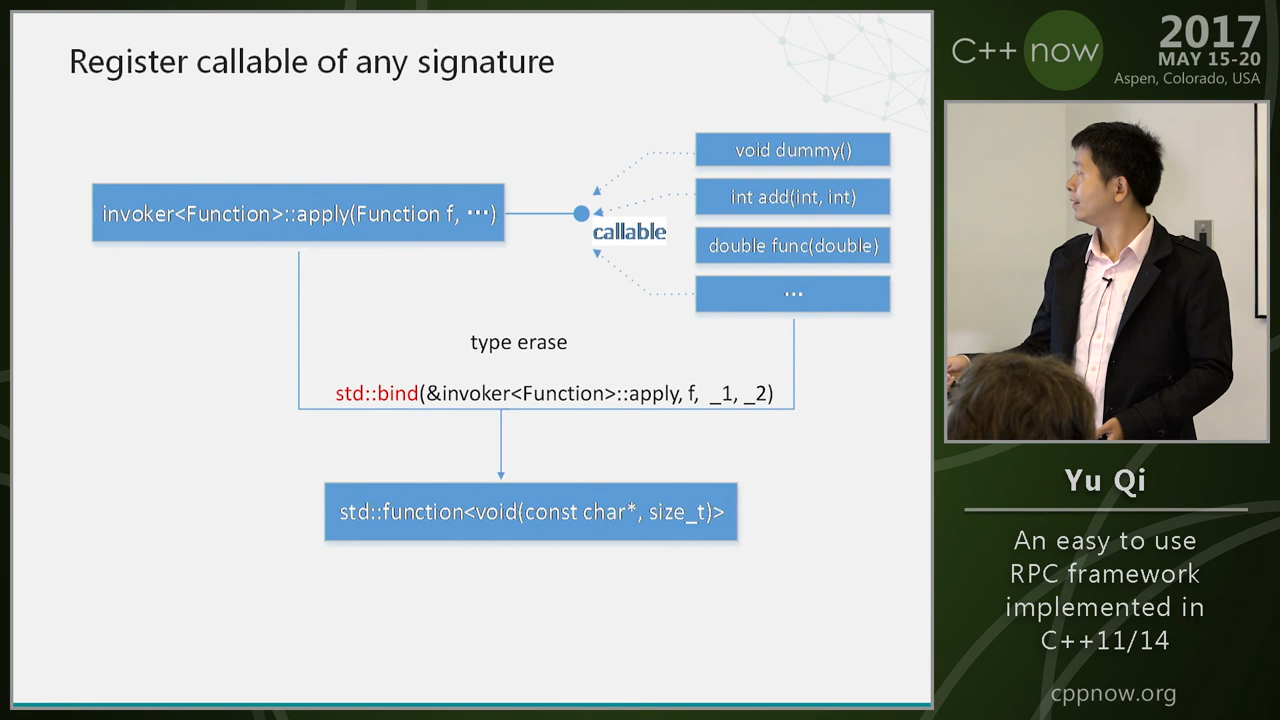 Register callable of any signature
invoker<Function>::apply(Function f, ⋯)
callable
void dummy()
int add(int, int)
double func(double)
⋯
type erase
std::bind(&invoker<Function>::apply, f, _1, _2)
std::function<void(const char*, size_t)>
C++ now
2017
MAY 15-20
Aspen, Colorado, USA
Yu Qi
An easy to use
RPC framework
implemented in
C++11/14
cppnow.org